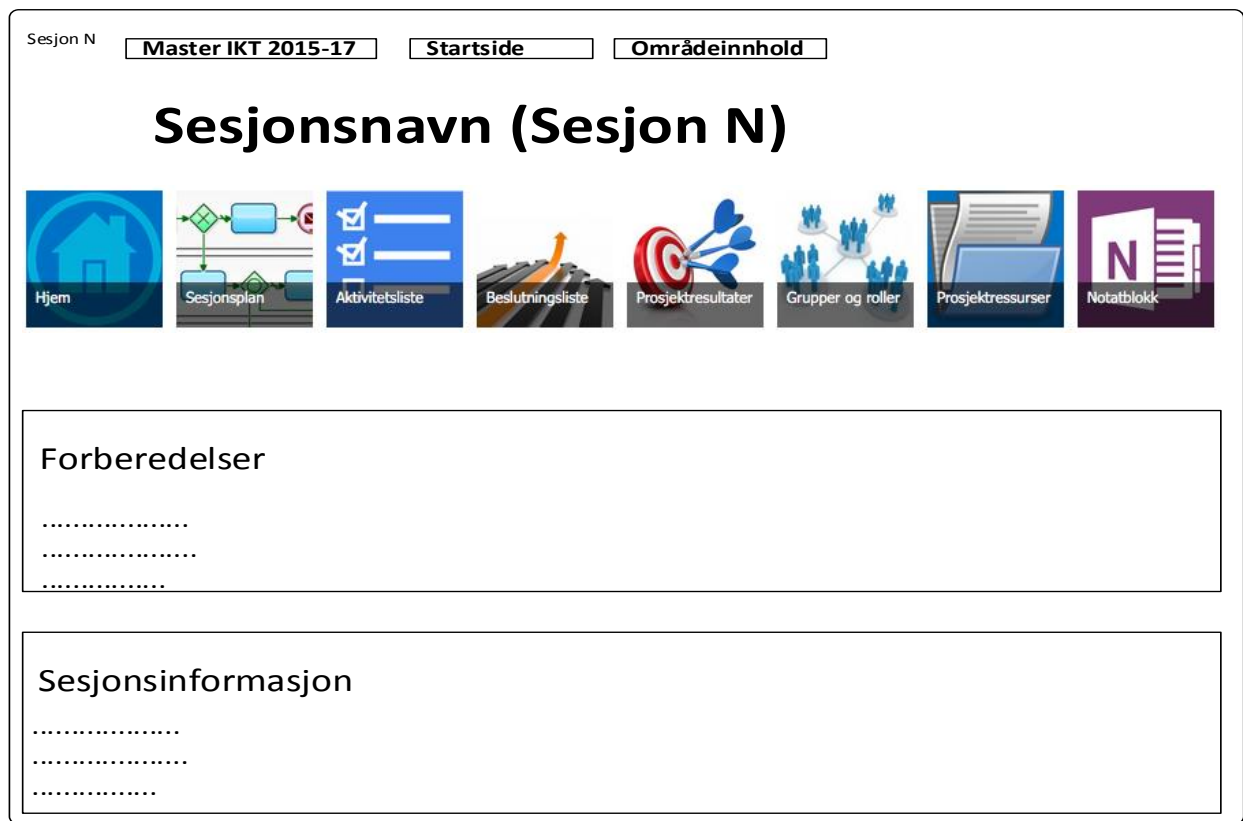 Sesjon N
Master IKT 2015-17 Startside Områdeinnhold
Sesjonsnavn (Sesjon N)
N
Hjem Sesjonsplan Aktivitetsliste Beslutningsliste Prosjektresultater Grupper og roller Prosjektressurser Notatblokk
Forberedelser
...................
....................
................
Sesjonsinformasjon
...................
....................
................